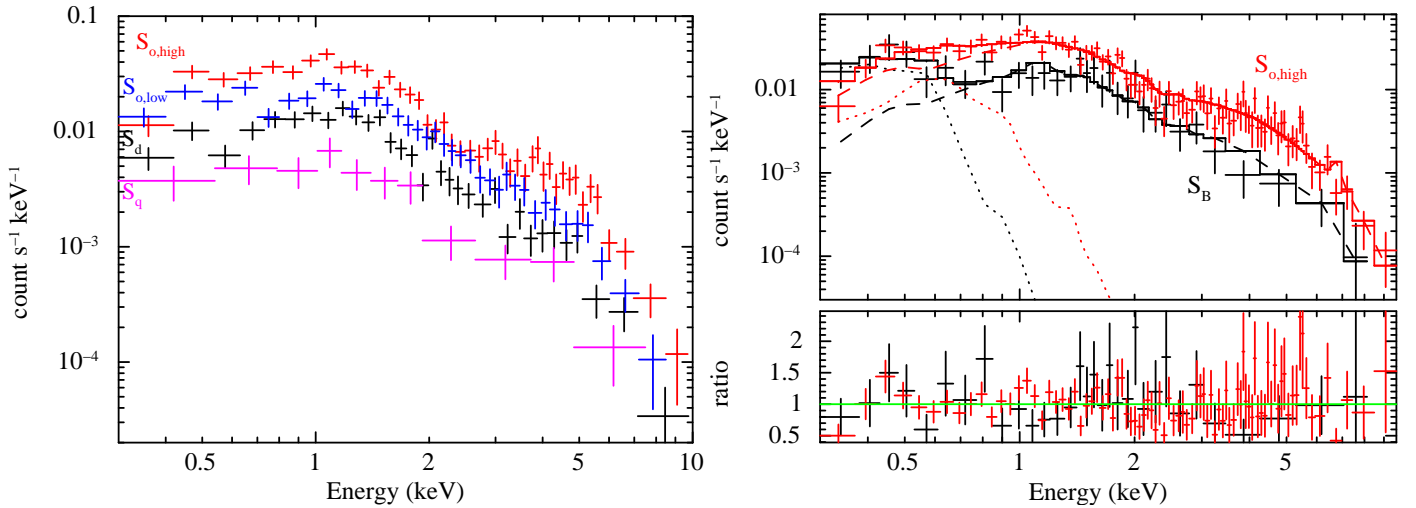 0.1
0.01
10⁻³
10⁻⁴
count s⁻¹ keV⁻¹
S_o,high
S_o,low
S_d
S_q
0.5
1
2
5
10
Energy (keV)
0.01
10⁻³
10⁻⁴
count s⁻¹ keV⁻¹
S_o,high
S_B
2
1.5
1
0.5
ratio
0.5
1
2
5
Energy (keV)